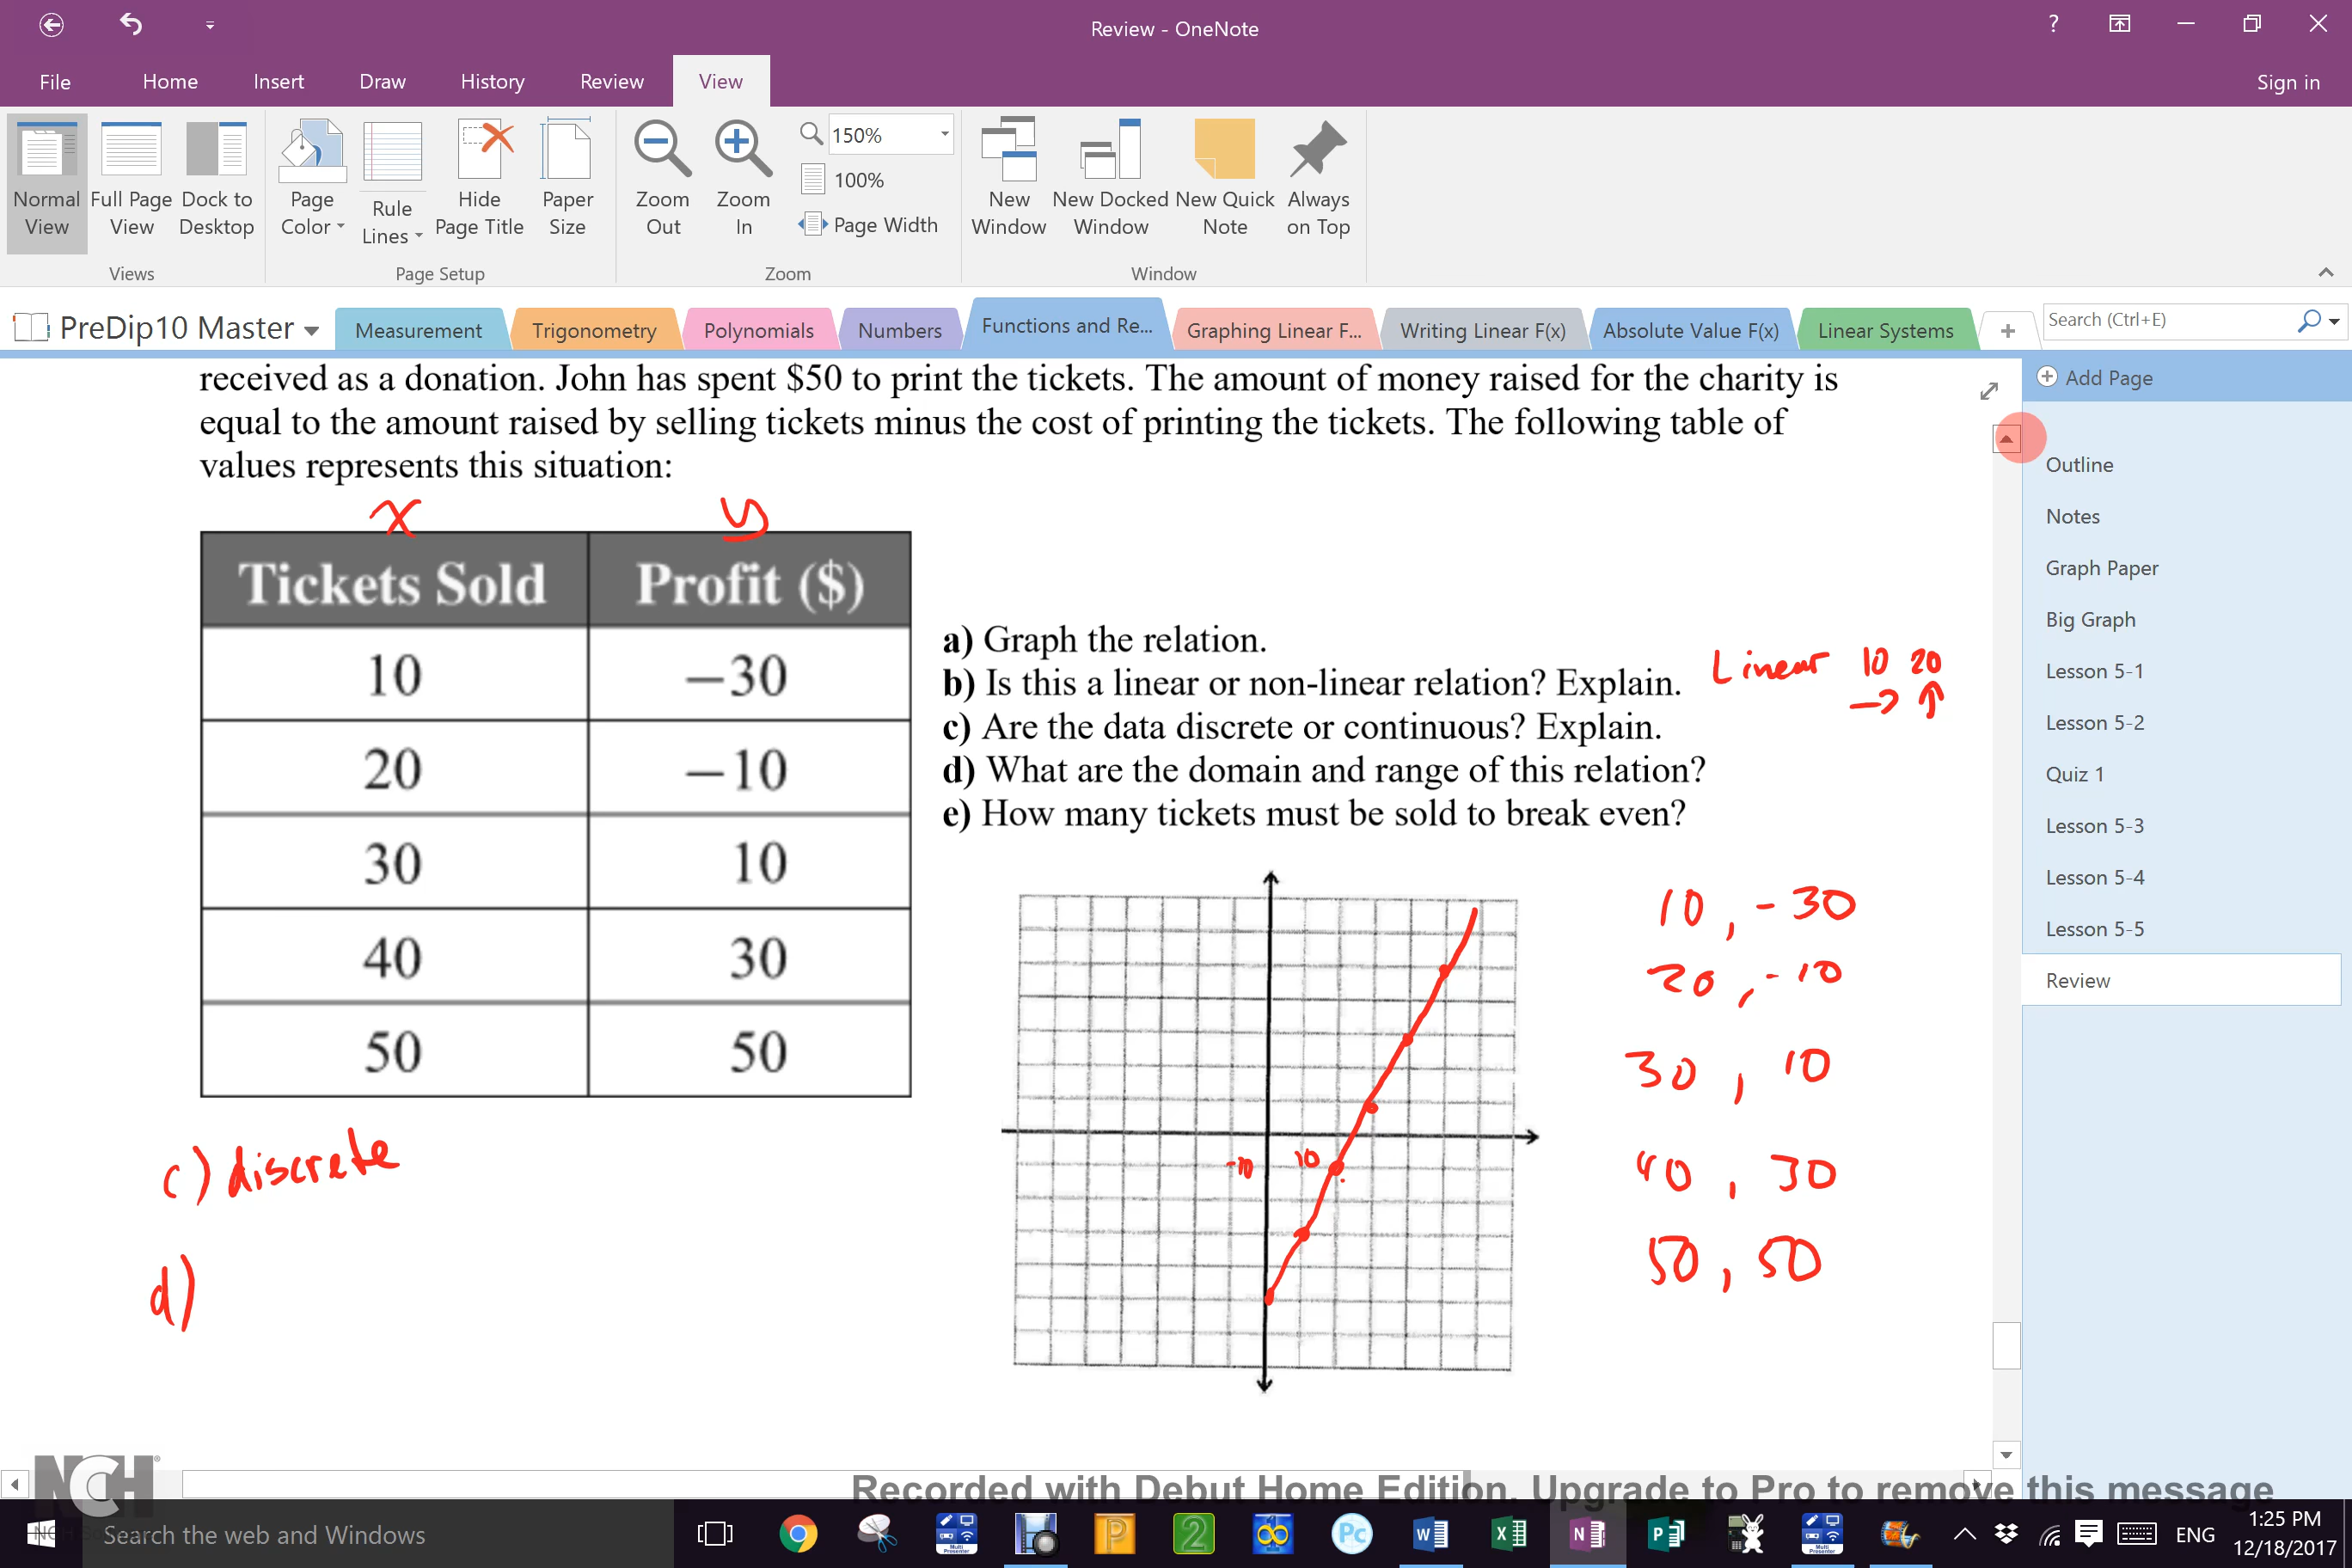 Review - OneNote
?
File Home Insert Draw History Review View Sign in
Normal View Full Page View Dock to Desktop Page Color Rule Lines Hide Page Title Paper Size Zoom Out Zoom In 150% 100% Page Width New Window New Docked Window New Quick Note Always on Top
Views Page Setup Zoom Window
PreDip10 Master Measurement Trigonometry Polynomials Numbers Functions and Re... Graphing Linear F... Writing Linear F(x) Absolute Value F(x) Linear Systems + Search (Ctrl+E)
received as a donation. John has spent $50 to print the tickets. The amount of money raised for the charity is
equal to the amount raised by selling tickets minus the cost of printing the tickets. The following table of
values represents this situation:
x y
Tickets Sold Profit ($)
10 −30
20 −10
30 10
40 30
50 50
a) Graph the relation.
b) Is this a linear or non-linear relation? Explain.
Linear 10 20
→ ↑
c) Are the data discrete or continuous? Explain.
d) What are the domain and range of this relation?
e) How many tickets must be sold to break even?
10 , -30
20 , -10
30 , 10
40 , 30
50 , 50
-10 10
c) discrete
d)
Add Page
Outline
Notes
Graph Paper
Big Graph
Lesson 5-1
Lesson 5-2
Quiz 1
Lesson 5-3
Lesson 5-4
Lesson 5-5
Review
NCH
Recorded with Debut Home Edition. Upgrade to Pro to remove this message
Search the web and Windows
ENG
1:25 PM
12/18/2017